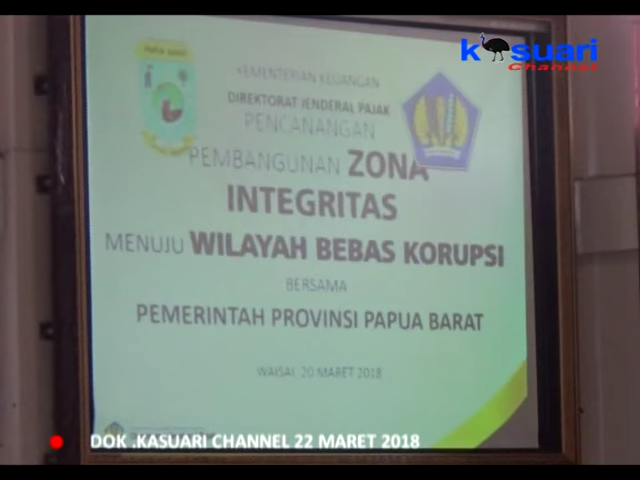 kasuari
Channel
KEMENTERIAN KEUANGAN
DIREKTORAT JENDERAL PAJAK
PENCANANGAN
PEMBANGUNAN ZONA
INTEGRITAS
MENUJU WILAYAH BEBAS KORUPSI
BERSAMA
PEMERINTAH PROVINSI PAPUA BARAT
WAISAI, 20 MARET 2018
DOK .KASUARI CHANNEL 22 MARET 2018